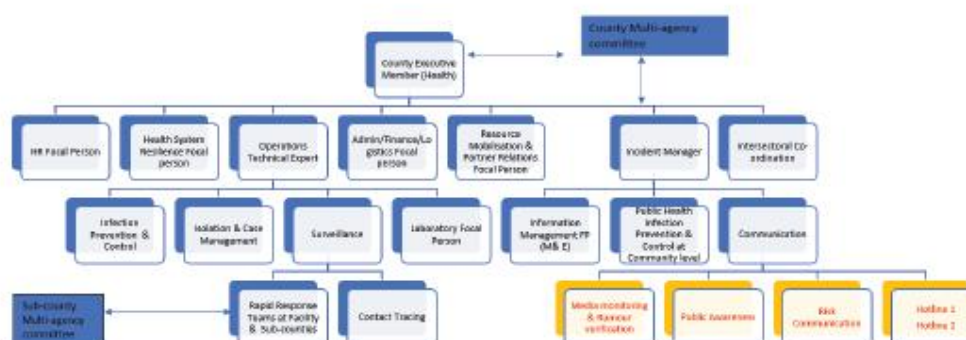 County Multi-agency
committee
County Executive
Member (Health)
HR Focal Person
Health System
Resilience Focal
person
Operations
Technical Expert
Admin/Finance/Lo
gistics Focal
person
Resource
Mobilisation &
Partner Relations
Focal Person
Incident Manager
Intersectoral Co-
ordination
Infection
Prevention &
Control
Isolation & Case
Management
Surveillance
Laboratory Focal
Person
Information
Management FP
(M& E)
Public Health
Infection
Prevention &
Control at
Community level
Communication
Sub-county
Multi-agency
committee
Rapid Response
Teams at Facility
& Sub-counties
Contact Tracing
Media monitoring
& Rumour
verification
Public Awareness
Risk
Communication
Hotline 1
Hotline 2